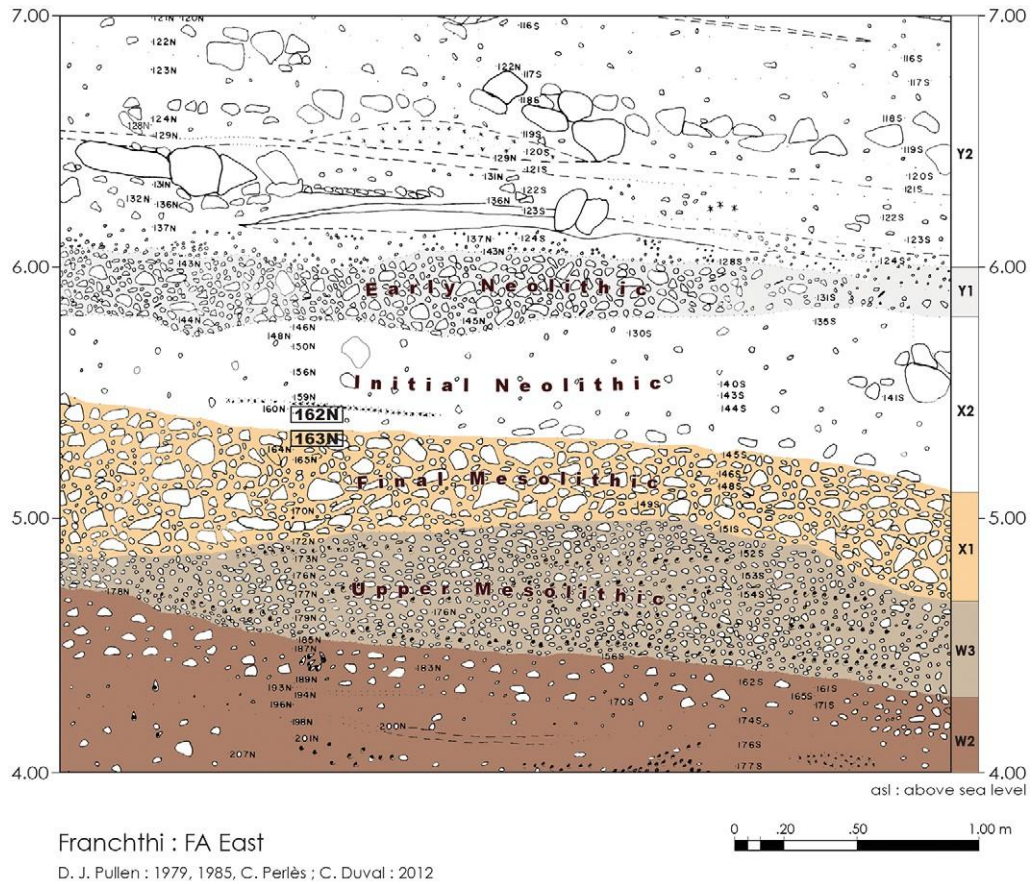 7.00 121N 120N 116S 7.00
122N 116S
123N 122N 117S 117S
118S
124N 118S
128N 119S
129N 120S 119S Y2
129N 121S 120S
131N 131N 122S 121S
132N 136N 136N 123S 122S
137N 137N 124S 123S
143N 143N 128S 124S
6.00 6.00
Early Neolithic 131S Y1
144N 145N 135S
146N 130S
148N
150N
156N
Initial Neolithic 140S
159N 143S 141S X2
160N 162N 144S
163N
164N 145S
165N 146S
Final Mesolithic 148S
170N 149S
5.00 151S 5.00
172N 152S X1
173N
176N 153S
178N 177N Upper Mesolithic 154S
179N 176N
185N
187N 156S W3
183N
189N
193N 162S 161S
194N 170S 165S
196N 171S
198N 200N 174S W2
201N 176S
207N
4.00 177S 4.00
asl : above sea level
0 .20 .50 1.00 m
Franchthi : FA East
D. J. Pullen : 1979, 1985, C. Perlès ; C. Duval : 2012